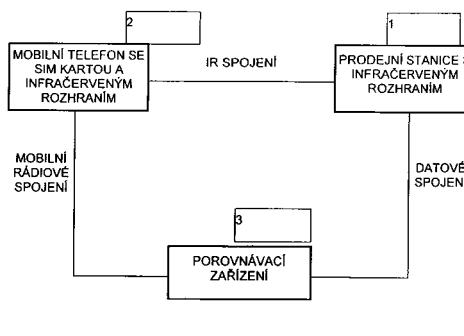 2
1
MOBILNÍ TELEFON SE
SIM KARTOU A
INFRAČERVENÝM
ROZHRANÍM
IR SPOJENÍ
PRODEJNÍ STANICE S
INFRAČERVENÝM
ROZHRANÍM
MOBILNÍ
RÁDIOVÉ
SPOJENÍ
DATOVÉ
SPOJENÍ
3
POROVNÁVACÍ
ZAŘÍZENÍ